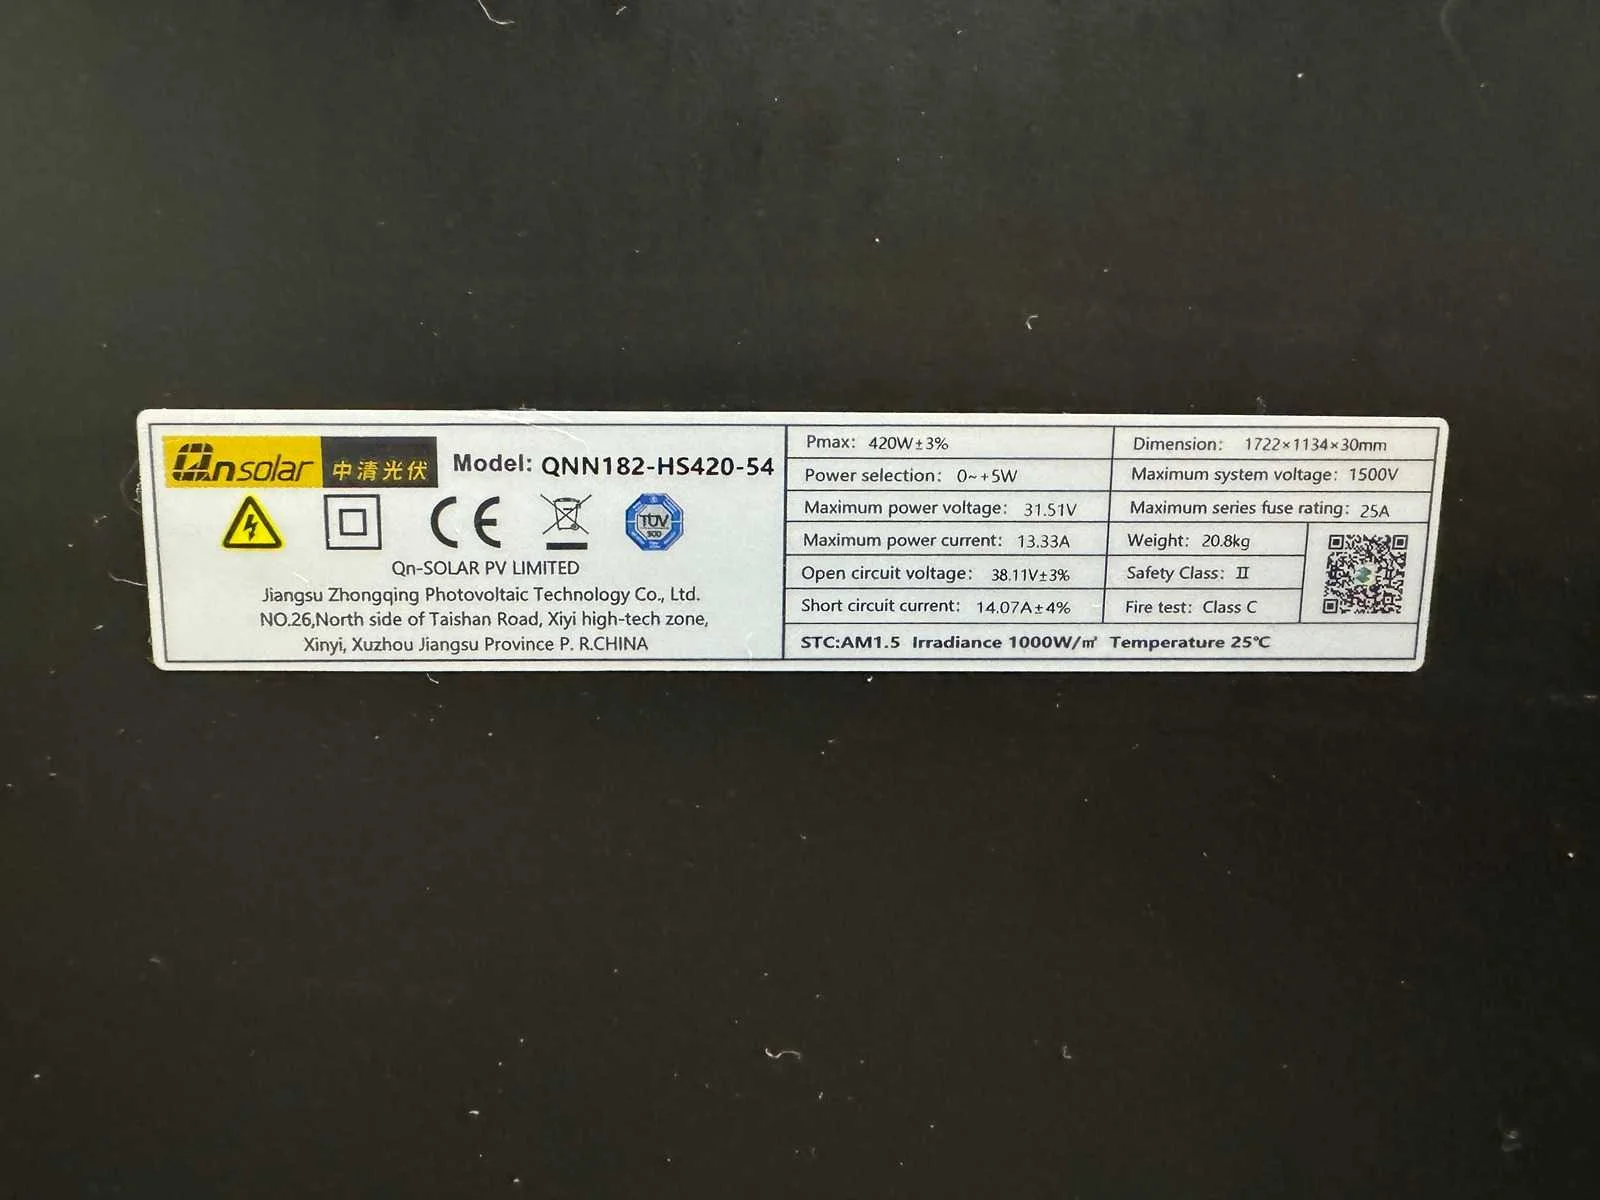 Qn solar 中清光伏 Model: QNN182-HS420-54
CE TÜV
Qn-SOLAR PV LIMITED
Jiangsu Zhongqing Photovoltaic Technology Co., Ltd.
NO.26,North side of Taishan Road, Xiyi high-tech zone,
Xinyi, Xuzhou Jiangsu Province P. R.CHINA
Pmax: 420W±3%
Power selection: 0~+5W
Maximum power voltage: 31.51V
Maximum power current: 13.33A
Open circuit voltage: 38.11V±3%
Short circuit current: 14.07A±4%
Dimension: 1722×1134×30mm
Maximum system voltage: 1500V
Maximum series fuse rating: 25A
Weight: 20.8kg
Safety Class: Ⅱ
Fire test: Class C
STC:AM1.5 Irradiance 1000W/㎡ Temperature 25℃